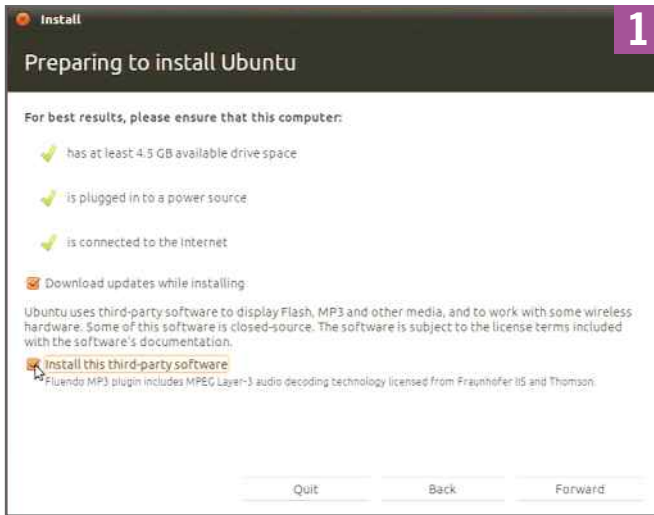 Install
1
Preparing to install Ubuntu
For best results, please ensure that this computer:
has at least 4.5 GB available drive space
is plugged in to a power source
is connected to the Internet
Download updates while installing
Ubuntu uses third-party software to display Flash, MP3 and other media, and to work with some wireless
hardware. Some of this software is closed-source. The software is subject to the license terms included
with the software's documentation.
Install this third-party software
Fluendo MP3 plugin includes MPEG Layer-3 audio decoding technology licensed from Fraunhofer IIS and Thomson.
Quit Back Forward